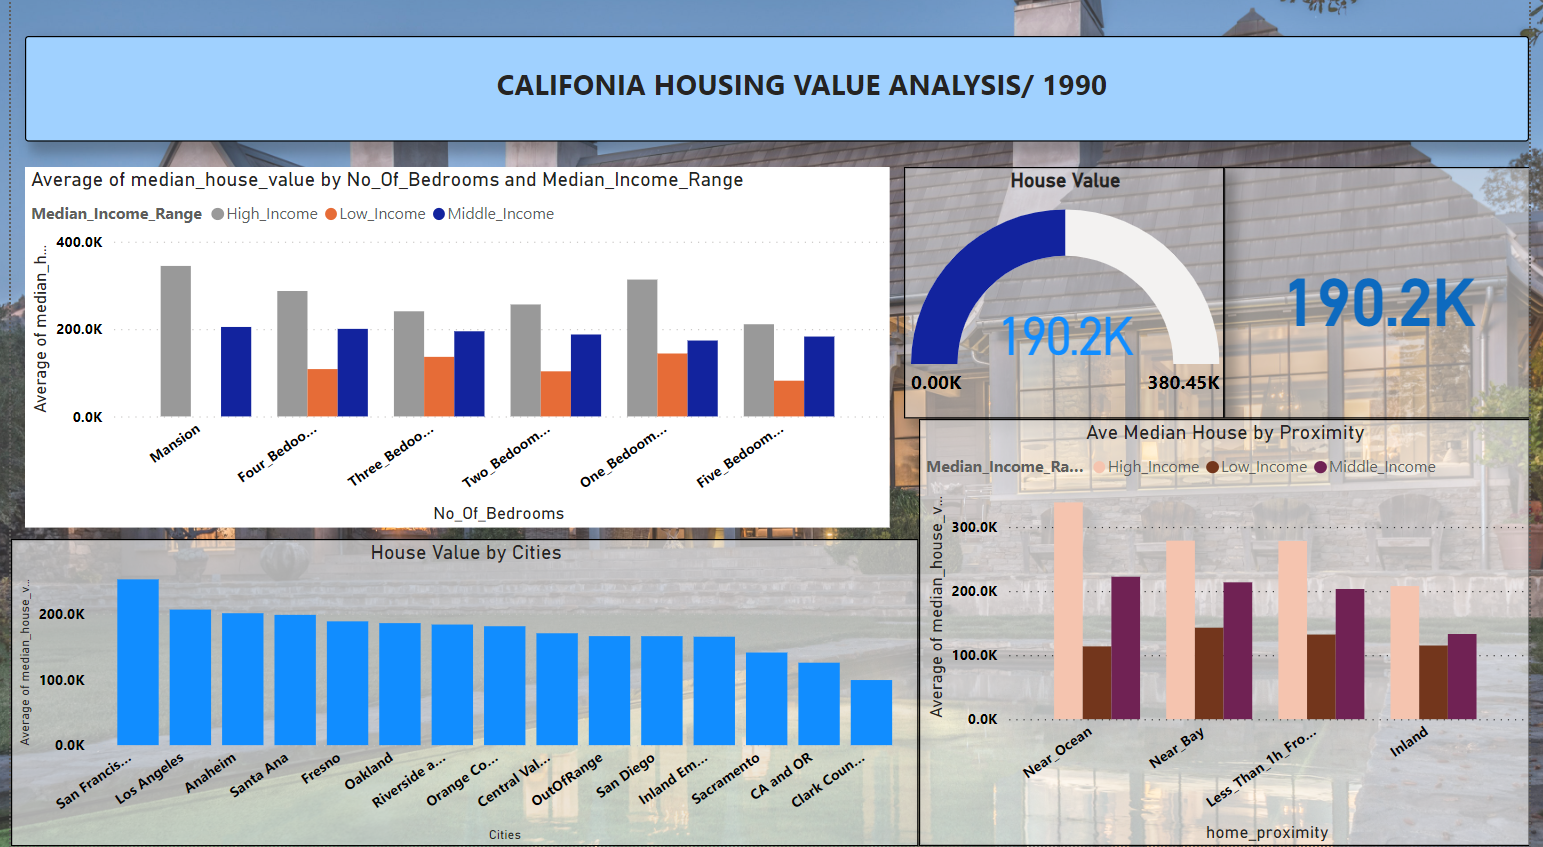 CALIFONIA HOUSING VALUE ANALYSIS/ 1990
Average of median_house_value by No_Of_Bedrooms and Median_Income_Range
Median_Income_Range High_Income Low_Income Middle_Income
Average of median_h...
400.0K
200.0K
0.0K
Mansion
Four_Bedoo...
Three_Bedoo...
Two_Bedoom...
One_Bedoom...
Five_Bedoom...
No_Of_Bedrooms
House Value
190.2K
0.00K
380.45K
190.2K
House Value by Cities
Average of median_house_v...
200.0K
100.0K
0.0K
San Francis...
Los Angeles
Anaheim
Santa Ana
Fresno
Oakland
Riverside a...
Orange Co...
Central Val...
OutOfRange
San Diego
Inland Em...
Sacramento
CA and OR
Clark Coun...
Cities
Ave Median House by Proximity
Median_Income_Ra... High_Income Low_Income Middle_Income
Average of median_house_v...
300.0K
200.0K
100.0K
0.0K
Near_Ocean
Near_Bay
Less_Than_1h_Fro...
Inland
home_proximity